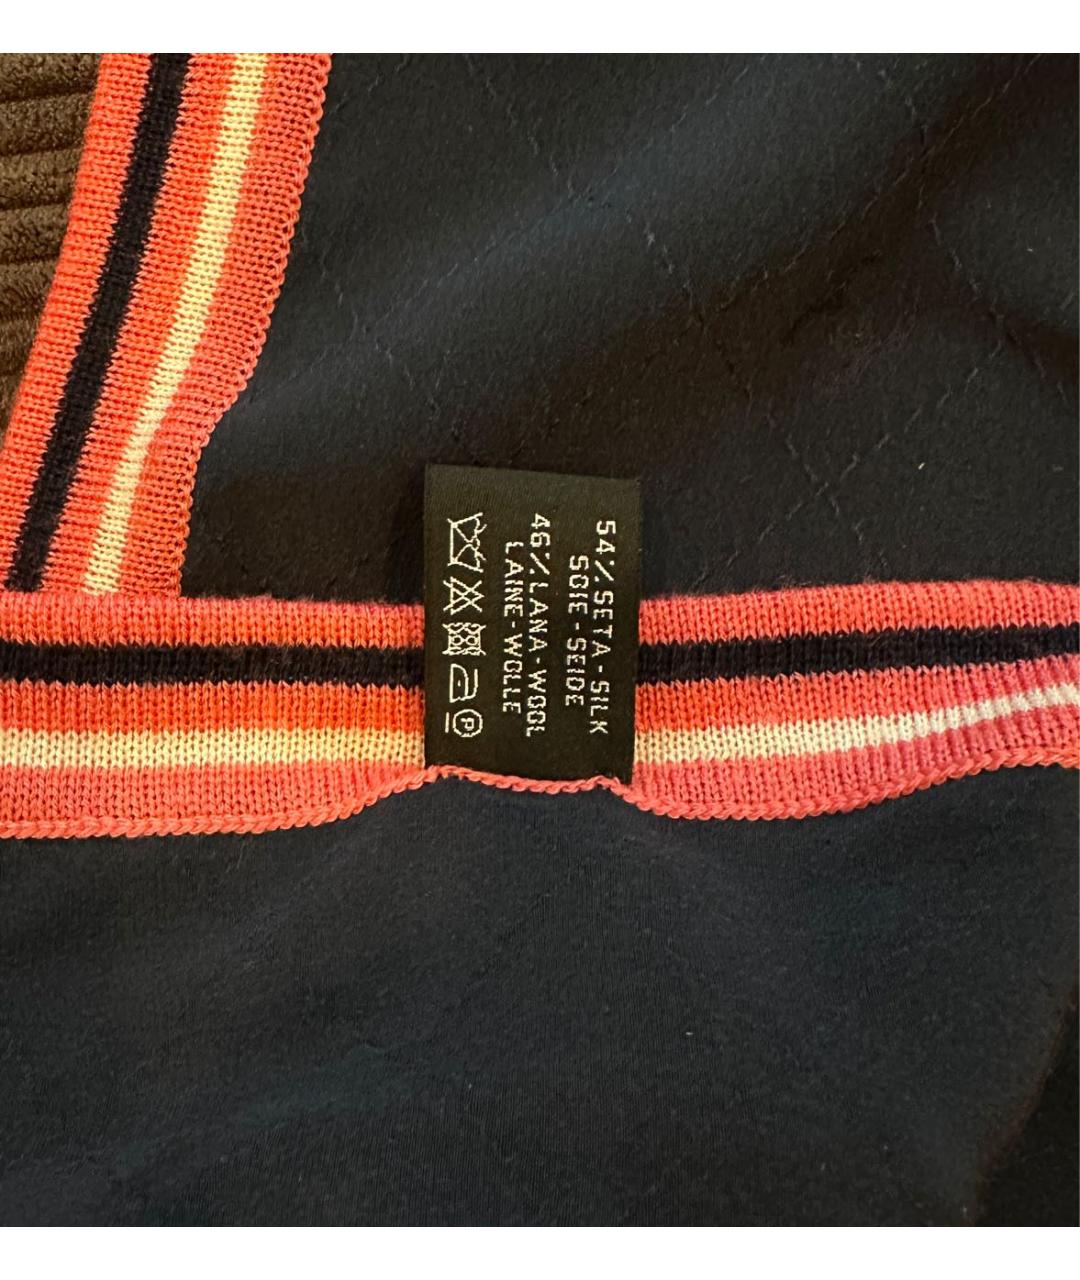 54% SETA-SILK
SOIE-SEIDE
46% LANA-WOOL
LAINE-WOLLE
P